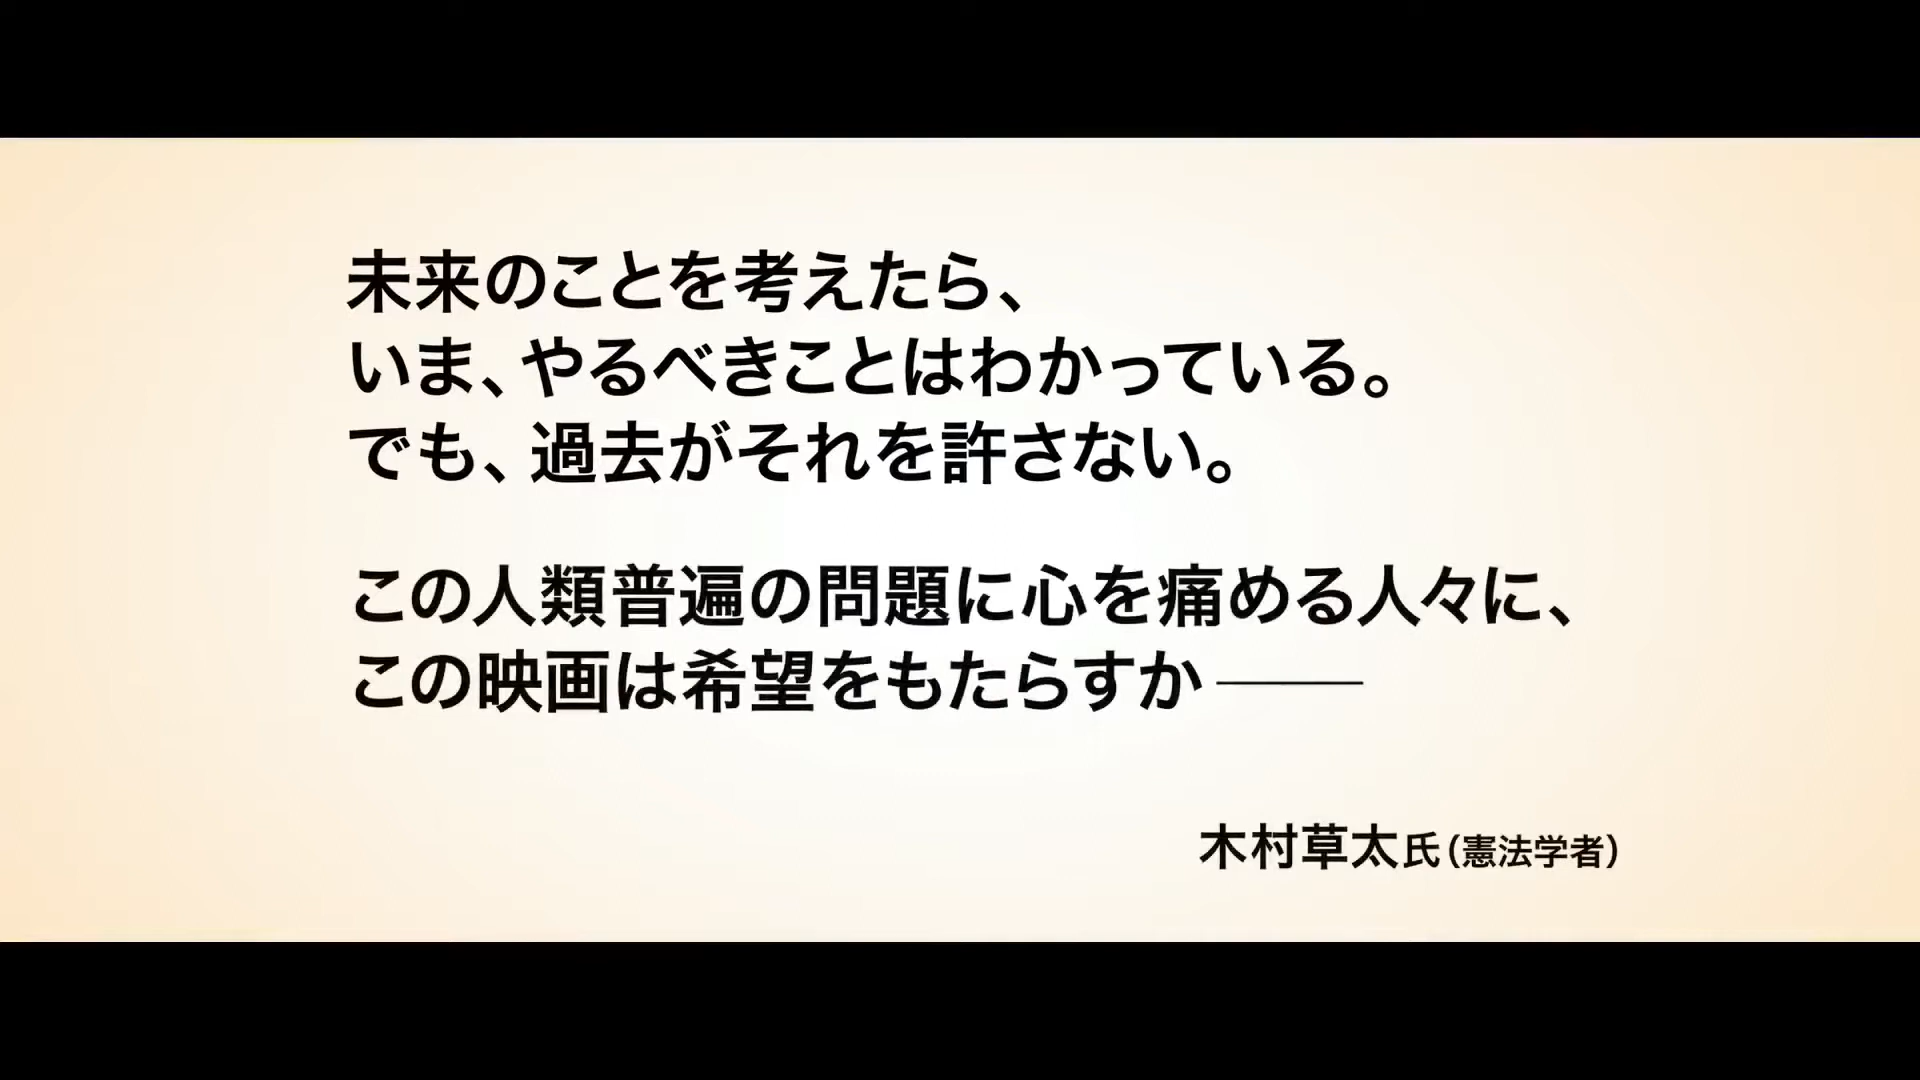 未来のことを考えたら、
いま、やるべきことはわかっている。
でも、過去がそれを許さない。
この人類普遍の問題に心を痛める人々に、
この映画は希望をもたらすか――
木村草太氏（憲法学者）